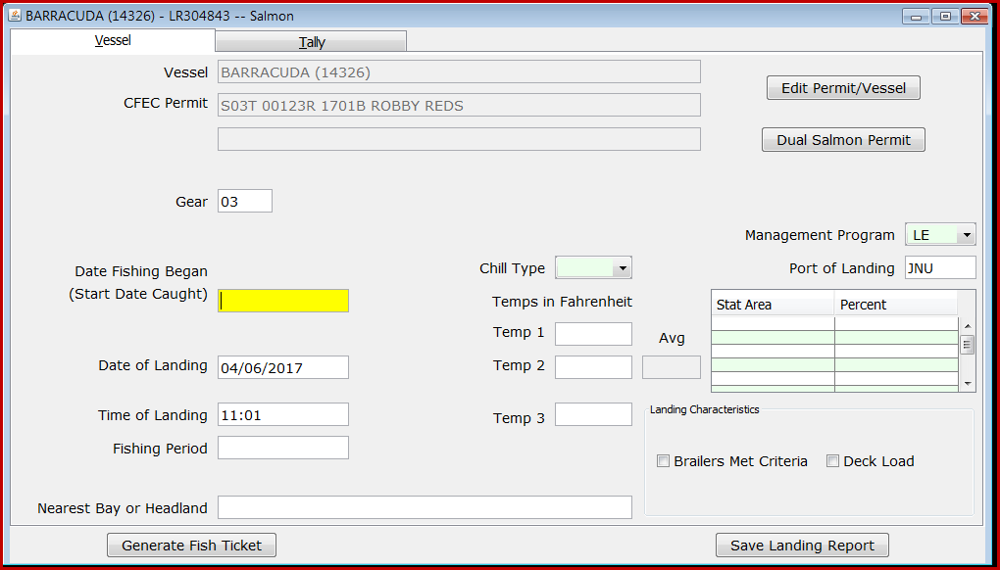 BARRACUDA (14326) - LR304843 -- Salmon
Vessel Tally
Vessel BARRACUDA (14326)
Edit Permit/Vessel
CFEC Permit S03T 00123R 1701B ROBBY REDS
Dual Salmon Permit
Gear 03
Management Program LE
Date Fishing Began
(Start Date Caught)
Chill Type
Port of Landing JNU
Temps in Fahrenheit
Stat Area Percent
Temp 1
Avg
Date of Landing 04/06/2017
Temp 2
Time of Landing 11:01
Temp 3
Landing Characteristics
Fishing Period
Brailers Met Criteria Deck Load
Nearest Bay or Headland
Generate Fish Ticket Save Landing Report